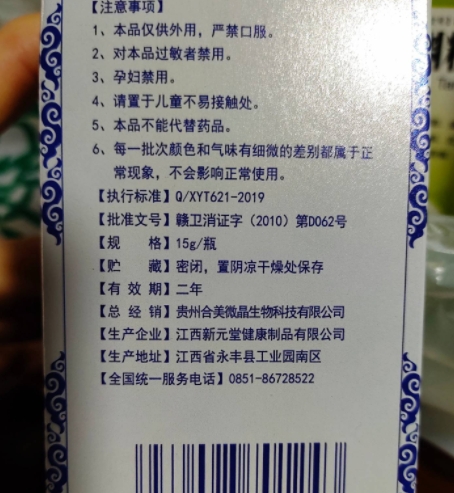 【注意事项】
1、本品仅供外用，严禁口服。
2、对本品过敏者禁用。
3、孕妇禁用。
4、请置于儿童不易接触处。
5、本品不能代替药品。
6、每一批次颜色和气味有细微的差别都属于正
常现象，不会影响正常使用。
【执行标准】Q/XYT621-2019
【批准文号】赣卫消证字（2010）第D062号
【规 格】15g/瓶
【贮 藏】密闭，置阴凉干燥处保存
【有 效 期】二年
【总 经 销】贵州合美微晶生物科技有限公司
【生产企业】江西新元堂健康制品有限公司
【生产地址】江西省永丰县工业园南区
【全国统一服务电话】0851-86728522